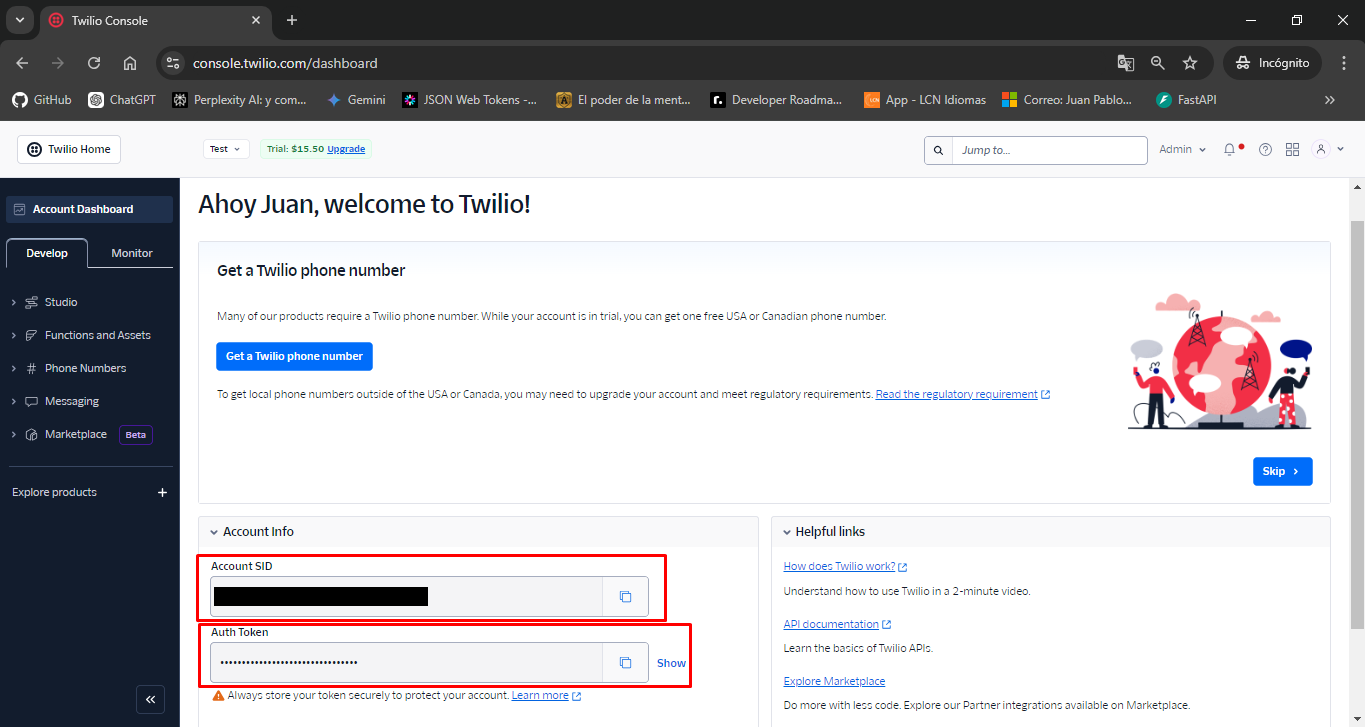 Twilio Console
console.twilio.com/dashboard
Incógnito
GitHub
ChatGPT
Perplexity AI: y com...
Gemini
JSON Web Tokens -...
El poder de la ment...
Developer Roadma...
App - LCN Idiomas
Correo: Juan Pablo...
FastAPI
Twilio Home
Test
Trial: $15.50 Upgrade
Jump to...
Admin
Account Dashboard
Develop
Monitor
Studio
Functions and Assets
Phone Numbers
Messaging
Marketplace
Beta
Explore products
Ahoy Juan, welcome to Twilio!
Get a Twilio phone number
Many of our products require a Twilio phone number. While your account is in trial, you can get one free USA or Canadian phone number.
Get a Twilio phone number
To get local phone numbers outside of the USA or Canada, you may need to upgrade your account and meet regulatory requirements. Read the regulatory requirement
Skip
Account Info
Account SID
Auth Token
••••••••••••••••••••••••••••••••
Show
Always store your token securely to protect your account. Learn more
Helpful links
How does Twilio work?
Understand how to use Twilio in a 2-minute video.
API documentation
Learn the basics of Twilio APIs.
Explore Marketplace
Do more with less code. Explore our Partner integrations available on Marketplace.